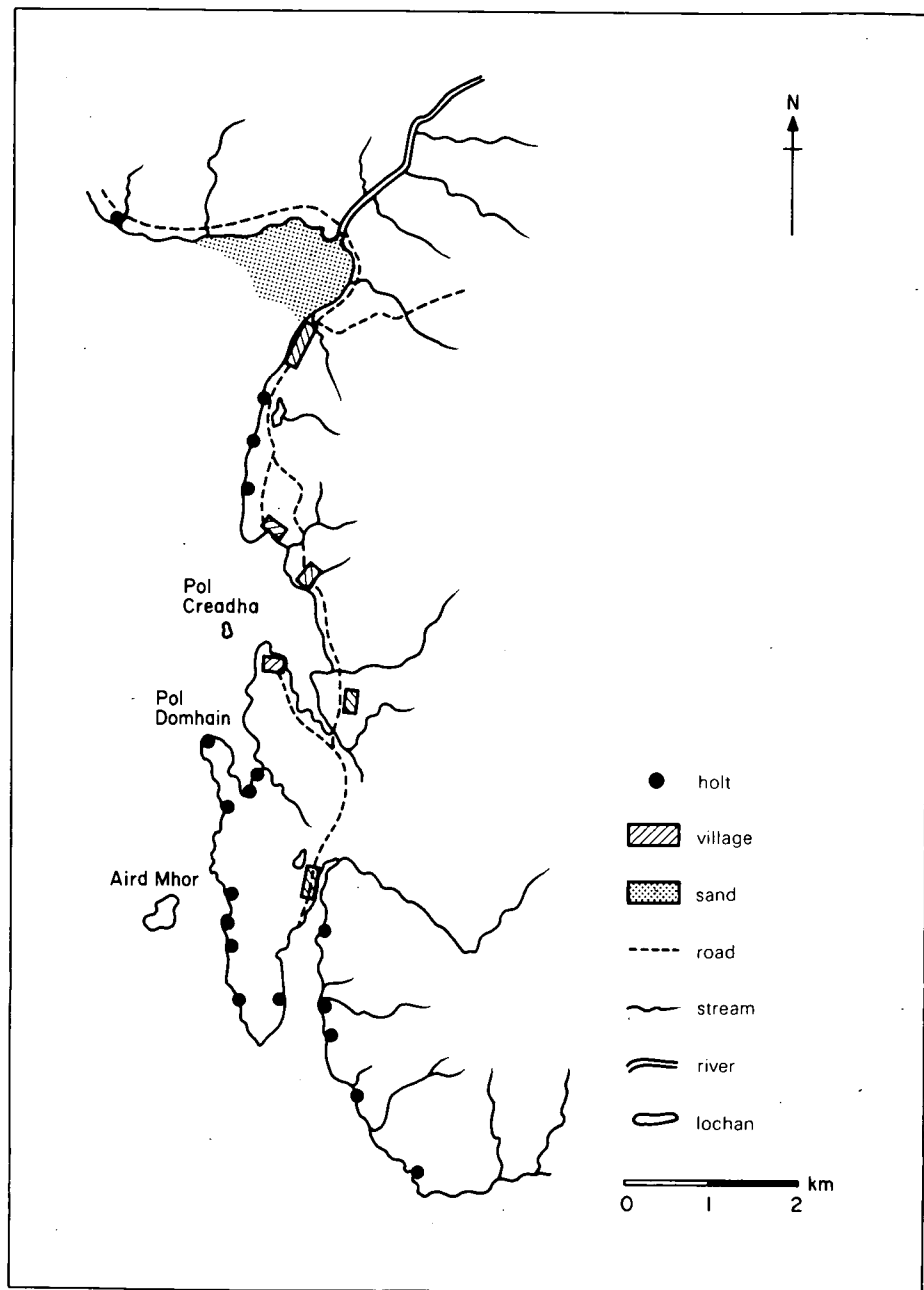 N
Pol
Creadha
Pol
Domhain
Aird Mhor
holt
village
sand
road
stream
river
lochan
km
0 1 2